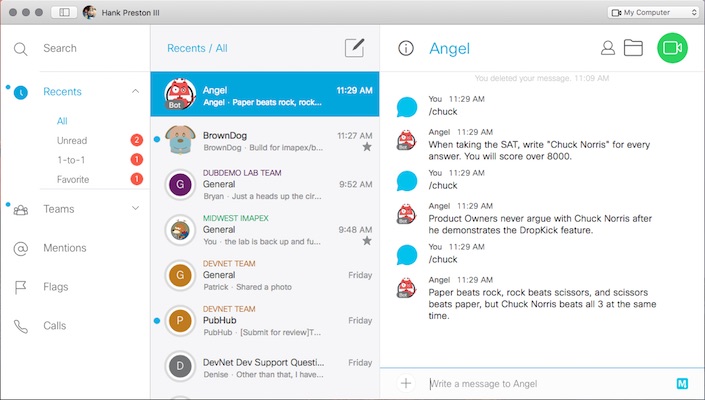 Hank Preston III
My Computer
Search
Recents
All
Unread
2
1-to-1
1
Favorite
1
Teams
Mentions
Flags
Calls
Recents / All
Bot
Angel
11:29 AM
Angel · Paper beats rock, rock...
BrownDog
11:27 AM
BrownDog · Build for imapex/b...
DUBDEMO LAB TEAM
G
General
9:52 AM
Bryan · Just a heads up the cir...
MIDWEST IMAPEX
General
9:48 AM
You · the lab is back up and fu...
DEVNET TEAM
G
General
Friday
Patrick · Shared a photo
DEVNET TEAM
P
PubHub
Friday
PubHub · [Submit for review]T...
D
DevNet Dev Support Questi...
Friday
Denise · Other than that, I have...
Angel
You deleted your message. 11:09 AM
You 11:29 AM
/chuck
Angel 11:29 AM
Bot
When taking the SAT, write "Chuck Norris" for every
answer. You will score over 8000.
You 11:29 AM
/chuck
Angel 11:29 AM
Bot
Product Owners never argue with Chuck Norris after
he demonstrates the DropKick feature.
You 11:29 AM
/chuck
Angel 11:29 AM
Bot
Paper beats rock, rock beats scissors, and scissors
beats paper, but Chuck Norris beats all 3 at the same
time.
Write a message to Angel
M